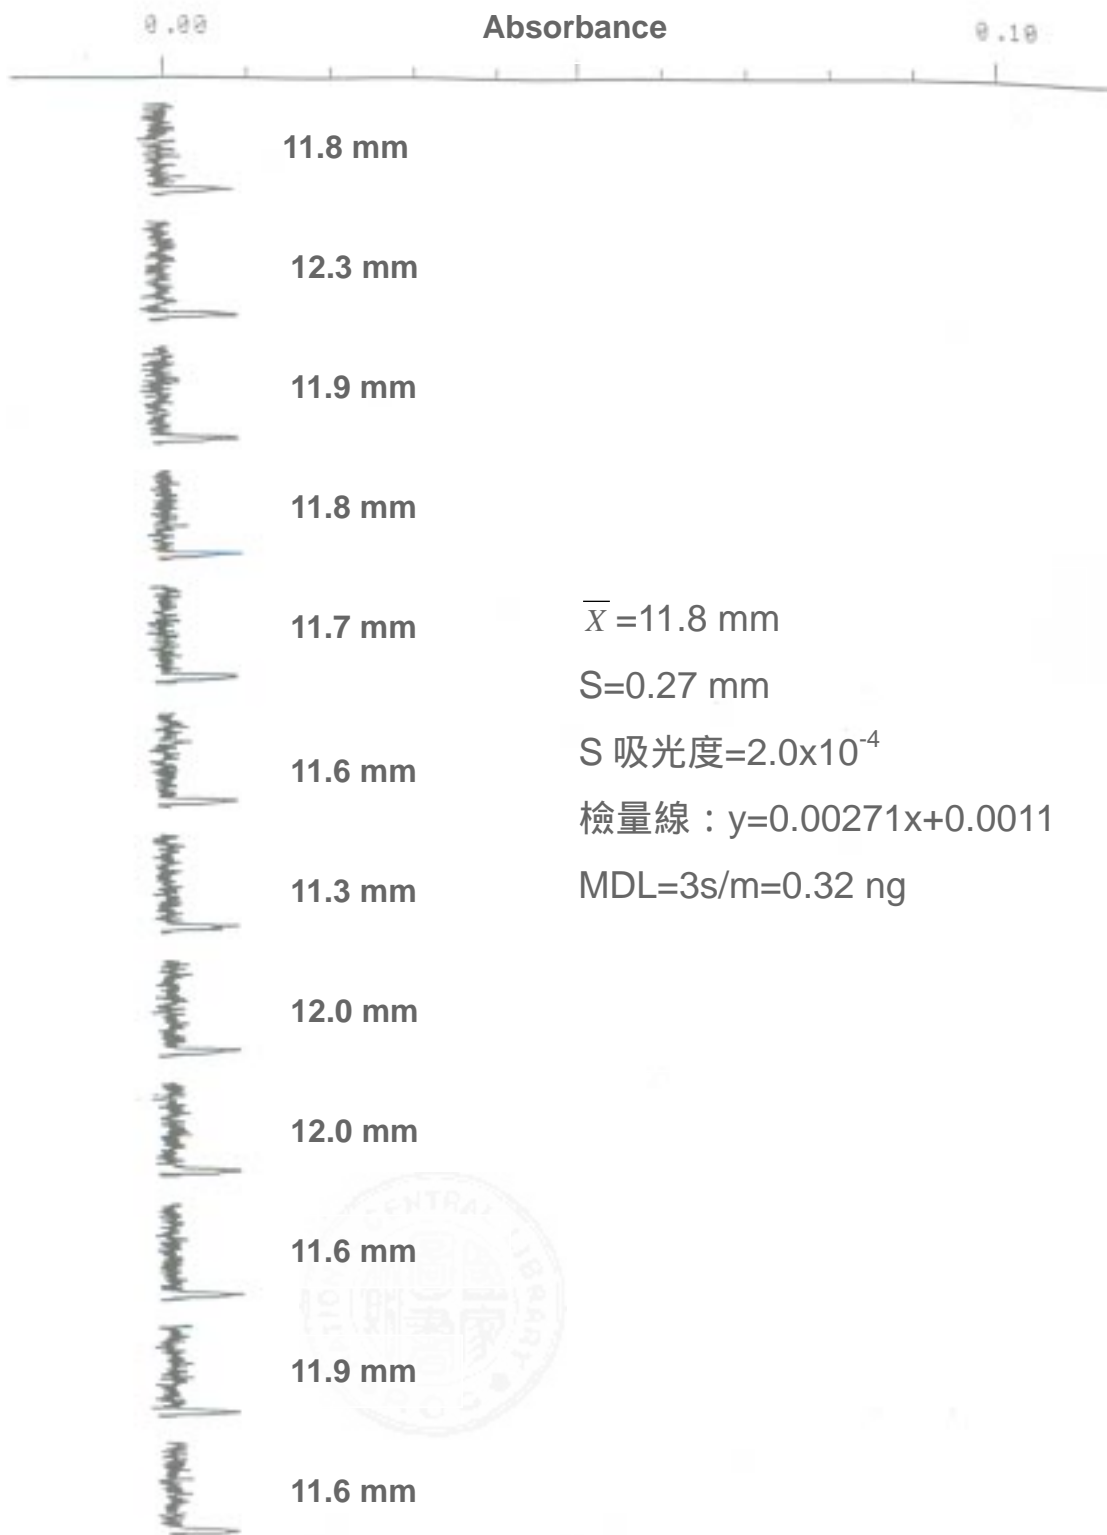 0.00 Absorbance 0.10
11.8 mm
12.3 mm
11.9 mm
11.8 mm
11.7 mm
11.6 mm
11.3 mm
12.0 mm
12.0 mm
11.6 mm
11.9 mm
11.6 mm
X̅=11.8 mm
S=0.27 mm
S 吸光度=2.0x10⁻⁴
檢量線：y=0.00271x+0.0011
MDL=3s/m=0.32 ng
CENTRAL LIBRARY